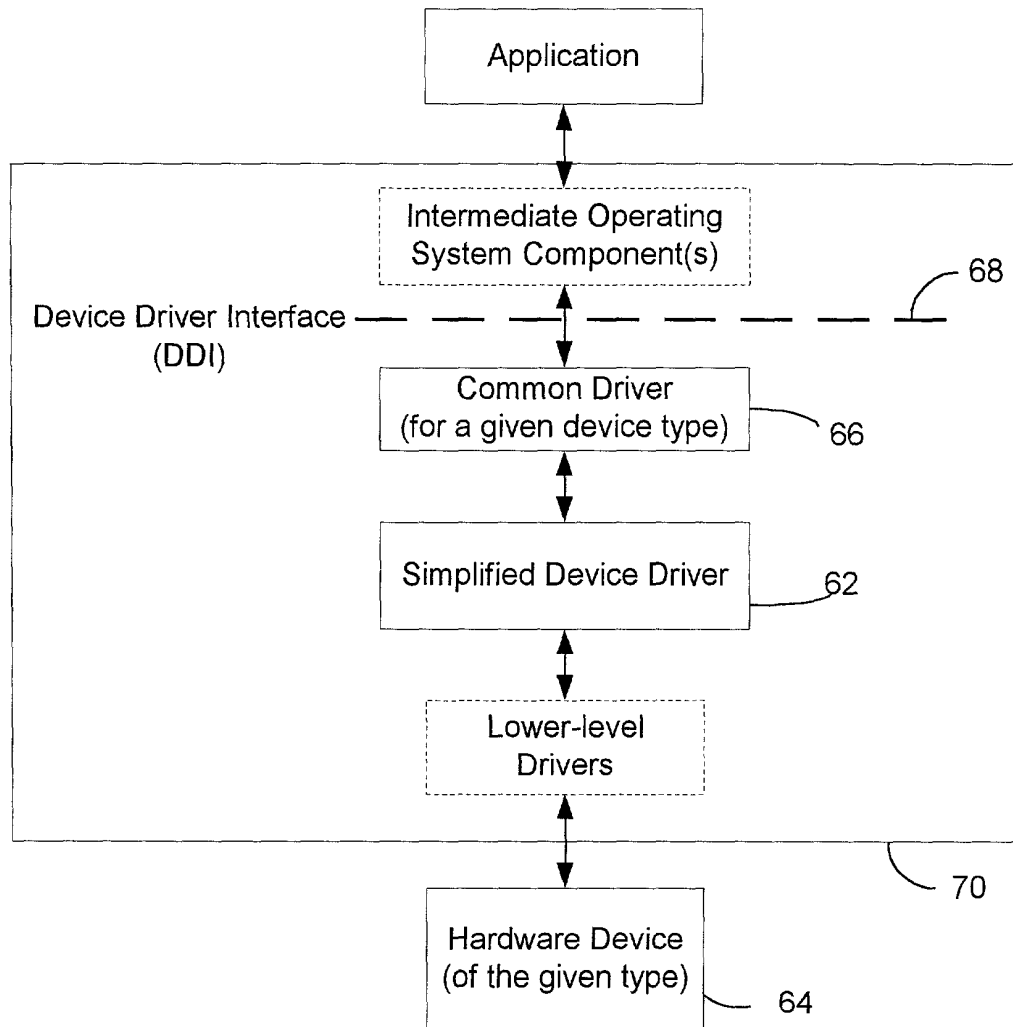 Application
Intermediate Operating
System Component(s)
68
Device Driver Interface
(DDI)
Common Driver
(for a given device type)
66
Simplified Device Driver
62
Lower-level
Drivers
70
Hardware Device
(of the given type)
64